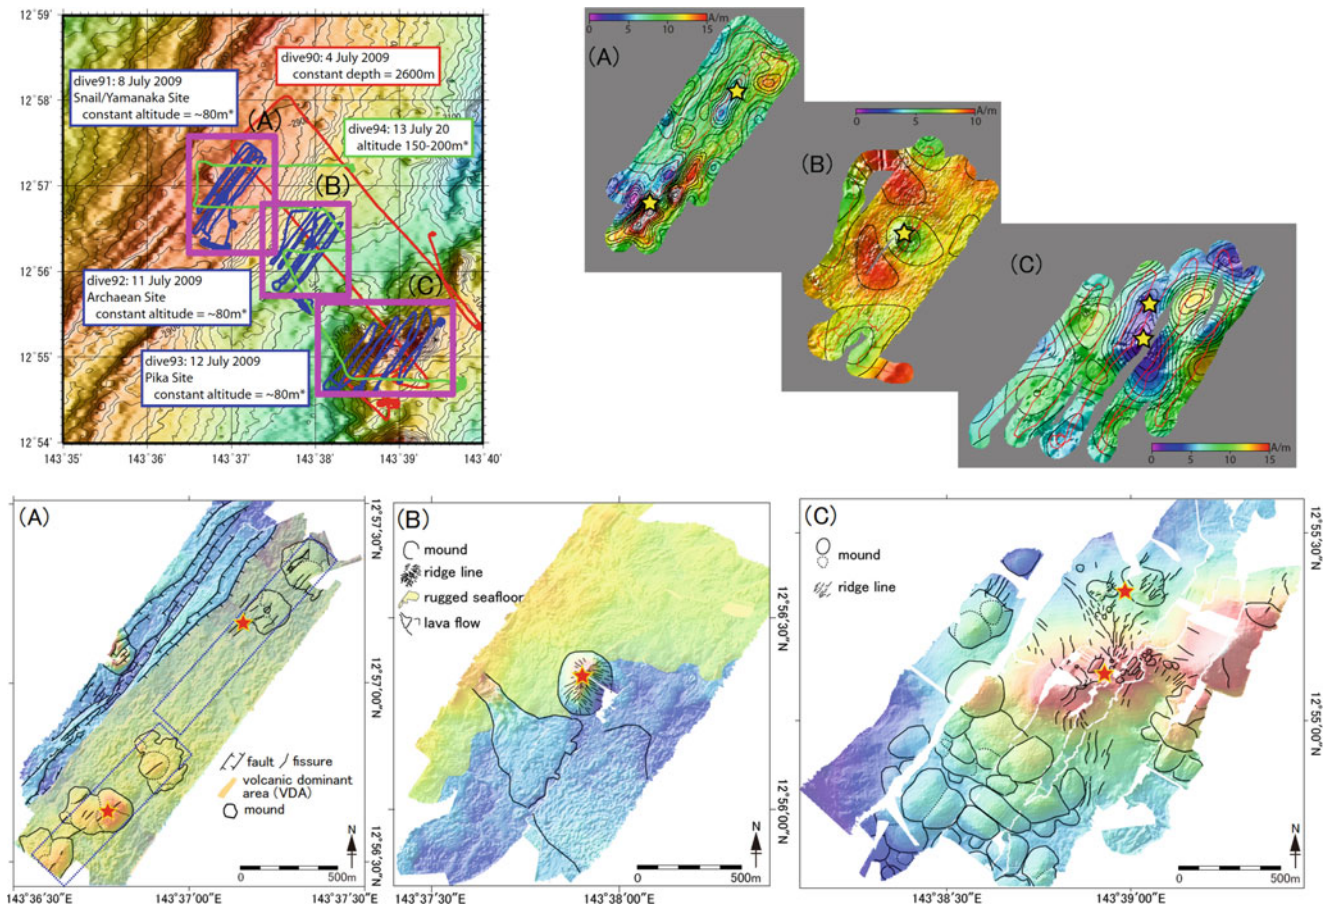 12˚59'
12˚58'
12˚57'
12˚56'
12˚55'
12˚54'
143˚35'
143˚36'
143˚37'
143˚38'
143˚39'
143˚40'
dive90: 4 July 2009
constant depth = 2600m
dive91: 8 July 2009
Snail/Yamanaka Site
constant altitude = ~80m*
dive94: 13 July 20
altitude 150-200m*
(A)
(B)
(C)
dive92: 11 July 2009
Archaean Site
constant altitude = ~80m*
dive93: 12 July 2009
Pika Site
constant altitude = ~80m*
0 5 10 15 A/m
(A)
0 5 10 A/m
(B)
(C)
0 5 10 15 A/m
(A)
12°57'30"N
12°57'00"N
12°56'30"N
fault / fissure
volcanic dominant
area (VDA)
mound
N
0 500m
143°36'30"E
143°37'00"E
143°37'30"E
(B)
mound
ridge line
rugged seafloor
lava flow
12°56'30"N
12°56'00"N
N
0 500m
143°37'30"E
143°38'00"E
(C)
mound
ridge line
12°55'30"N
12°55'00"N
N
0 500m
143°38'30"E
143°39'00"E